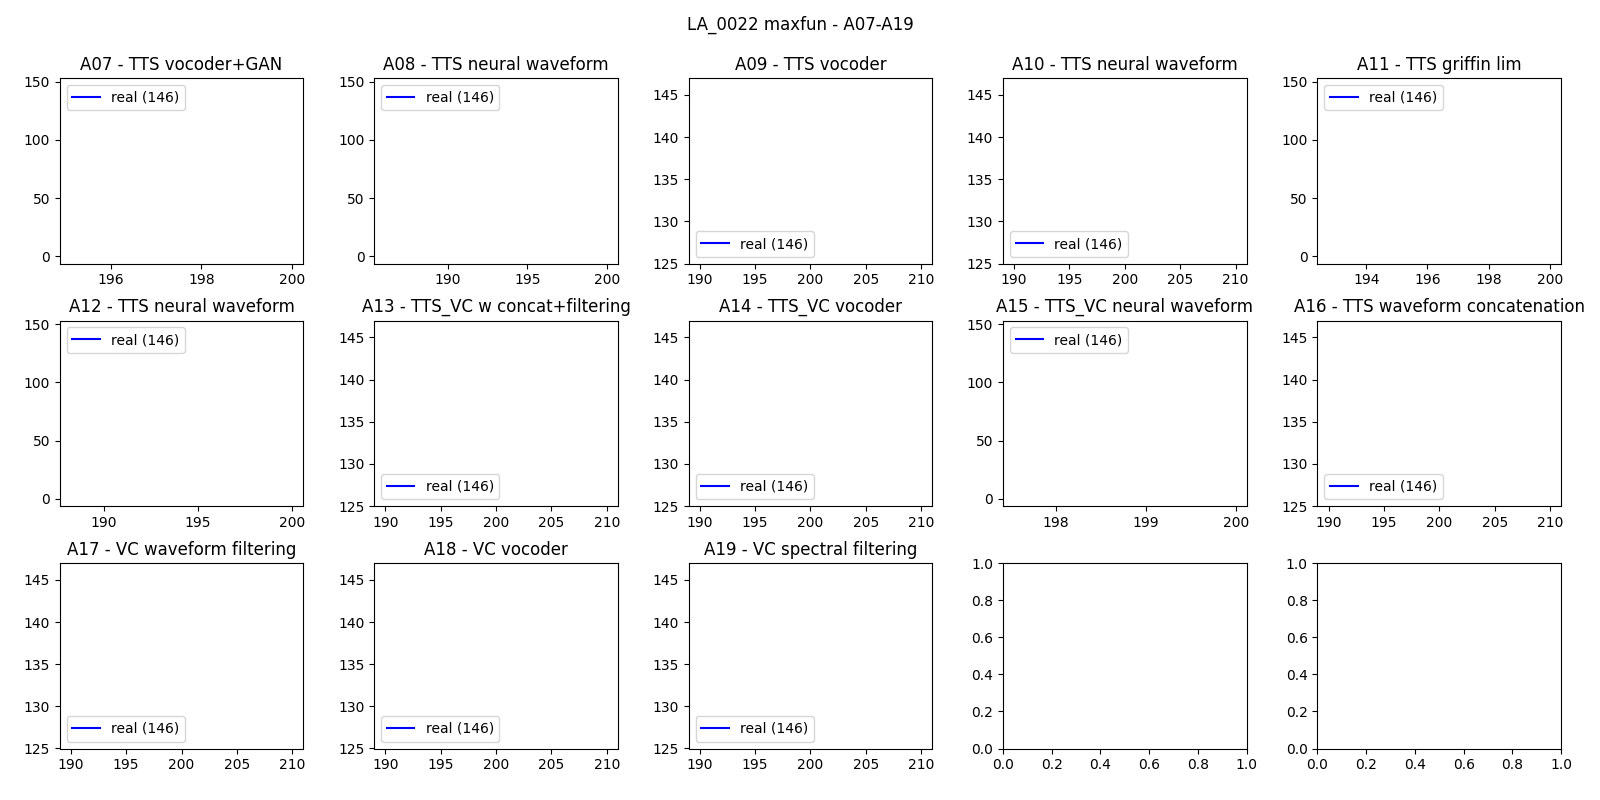 LA_0022 maxfun - A07-A19
A07 - TTS vocoder+GAN
150
100
50
0
real (146)
196 198 200
A08 - TTS neural waveform
150
100
50
0
real (146)
190 195 200
A09 - TTS vocoder
145
140
135
130
125
real (146)
190 195 200 205 210
A10 - TTS neural waveform
145
140
135
130
125
real (146)
190 195 200 205 210
A11 - TTS griffin lim
150
100
50
0
real (146)
194 196 198 200
A12 - TTS neural waveform
150
100
50
0
real (146)
190 195 200
A13 - TTS_VC w concat+filtering
145
140
135
130
125
real (146)
190 195 200 205 210
A14 - TTS_VC vocoder
145
140
135
130
125
real (146)
190 195 200 205 210
A15 - TTS_VC neural waveform
150
100
50
0
real (146)
198 199 200
A16 - TTS waveform concatenation
145
140
135
130
125
real (146)
190 195 200 205 210
A17 - VC waveform filtering
145
140
135
130
125
real (146)
190 195 200 205 210
A18 - VC vocoder
145
140
135
130
125
real (146)
190 195 200 205 210
A19 - VC spectral filtering
145
140
135
130
125
real (146)
190 195 200 205 210
1.0
0.8
0.6
0.4
0.2
0.0
0.0 0.2 0.4 0.6 0.8 1.0
1.0
0.8
0.6
0.4
0.2
0.0
0.0 0.2 0.4 0.6 0.8 1.0